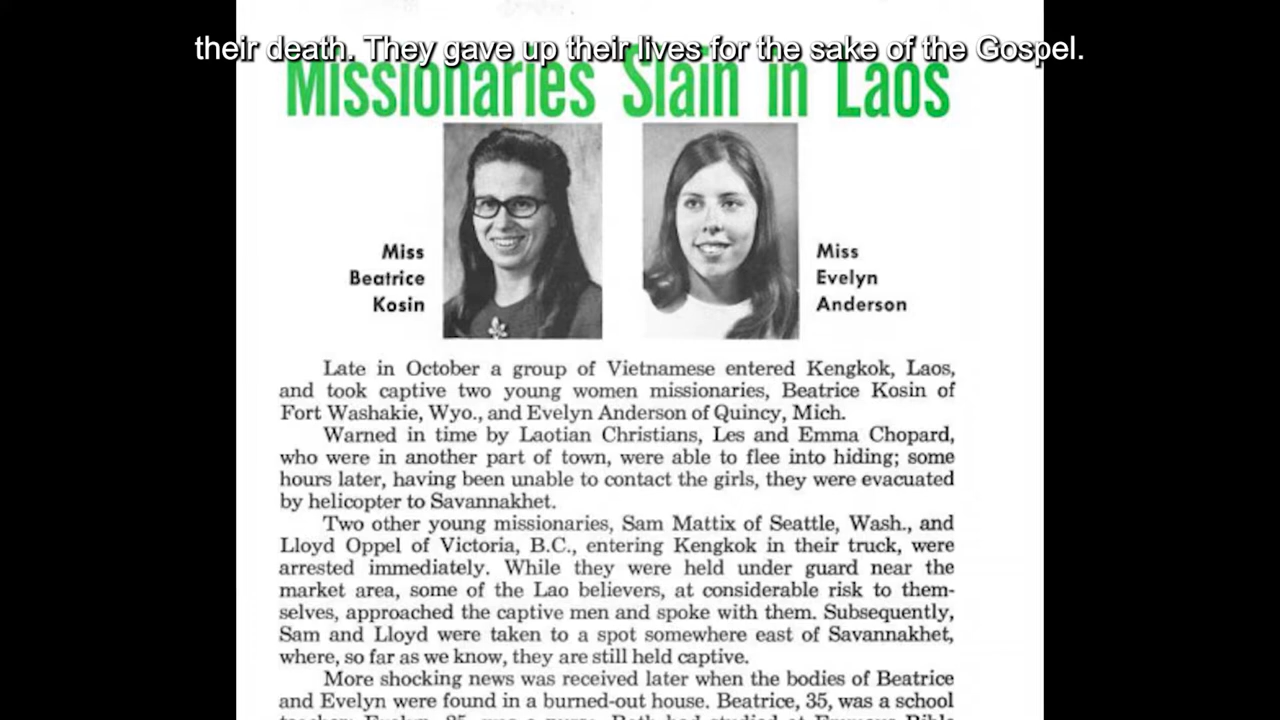 their death. They gave up their lives for the sake of the Gospel.
Missionaries Slain in Laos
Miss
Beatrice
Kosin
Miss
Evelyn
Anderson
Late in October a group of Vietnamese entered Kengkok, Laos,
and took captive two young women missionaries, Beatrice Kosin of
Fort Washakie, Wyo., and Evelyn Anderson of Quincy, Mich.
Warned in time by Laotian Christians, Les and Emma Chopard,
who were in another part of town, were able to flee into hiding; some
hours later, having been unable to contact the girls, they were evacuated
by helicopter to Savannakhet.
Two other young missionaries, Sam Mattix of Seattle, Wash., and
Lloyd Oppel of Victoria, B.C., entering Kengkok in their truck, were
arrested immediately. While they were held under guard near the
market area, some of the Lao believers, at considerable risk to them-
selves, approached the captive men and spoke with them. Subsequently,
Sam and Lloyd were taken to a spot somewhere east of Savannakhet,
where, so far as we know, they are still held captive.
More shocking news was received later when the bodies of Beatrice
and Evelyn were found in a burned-out house. Beatrice, 35, was a school